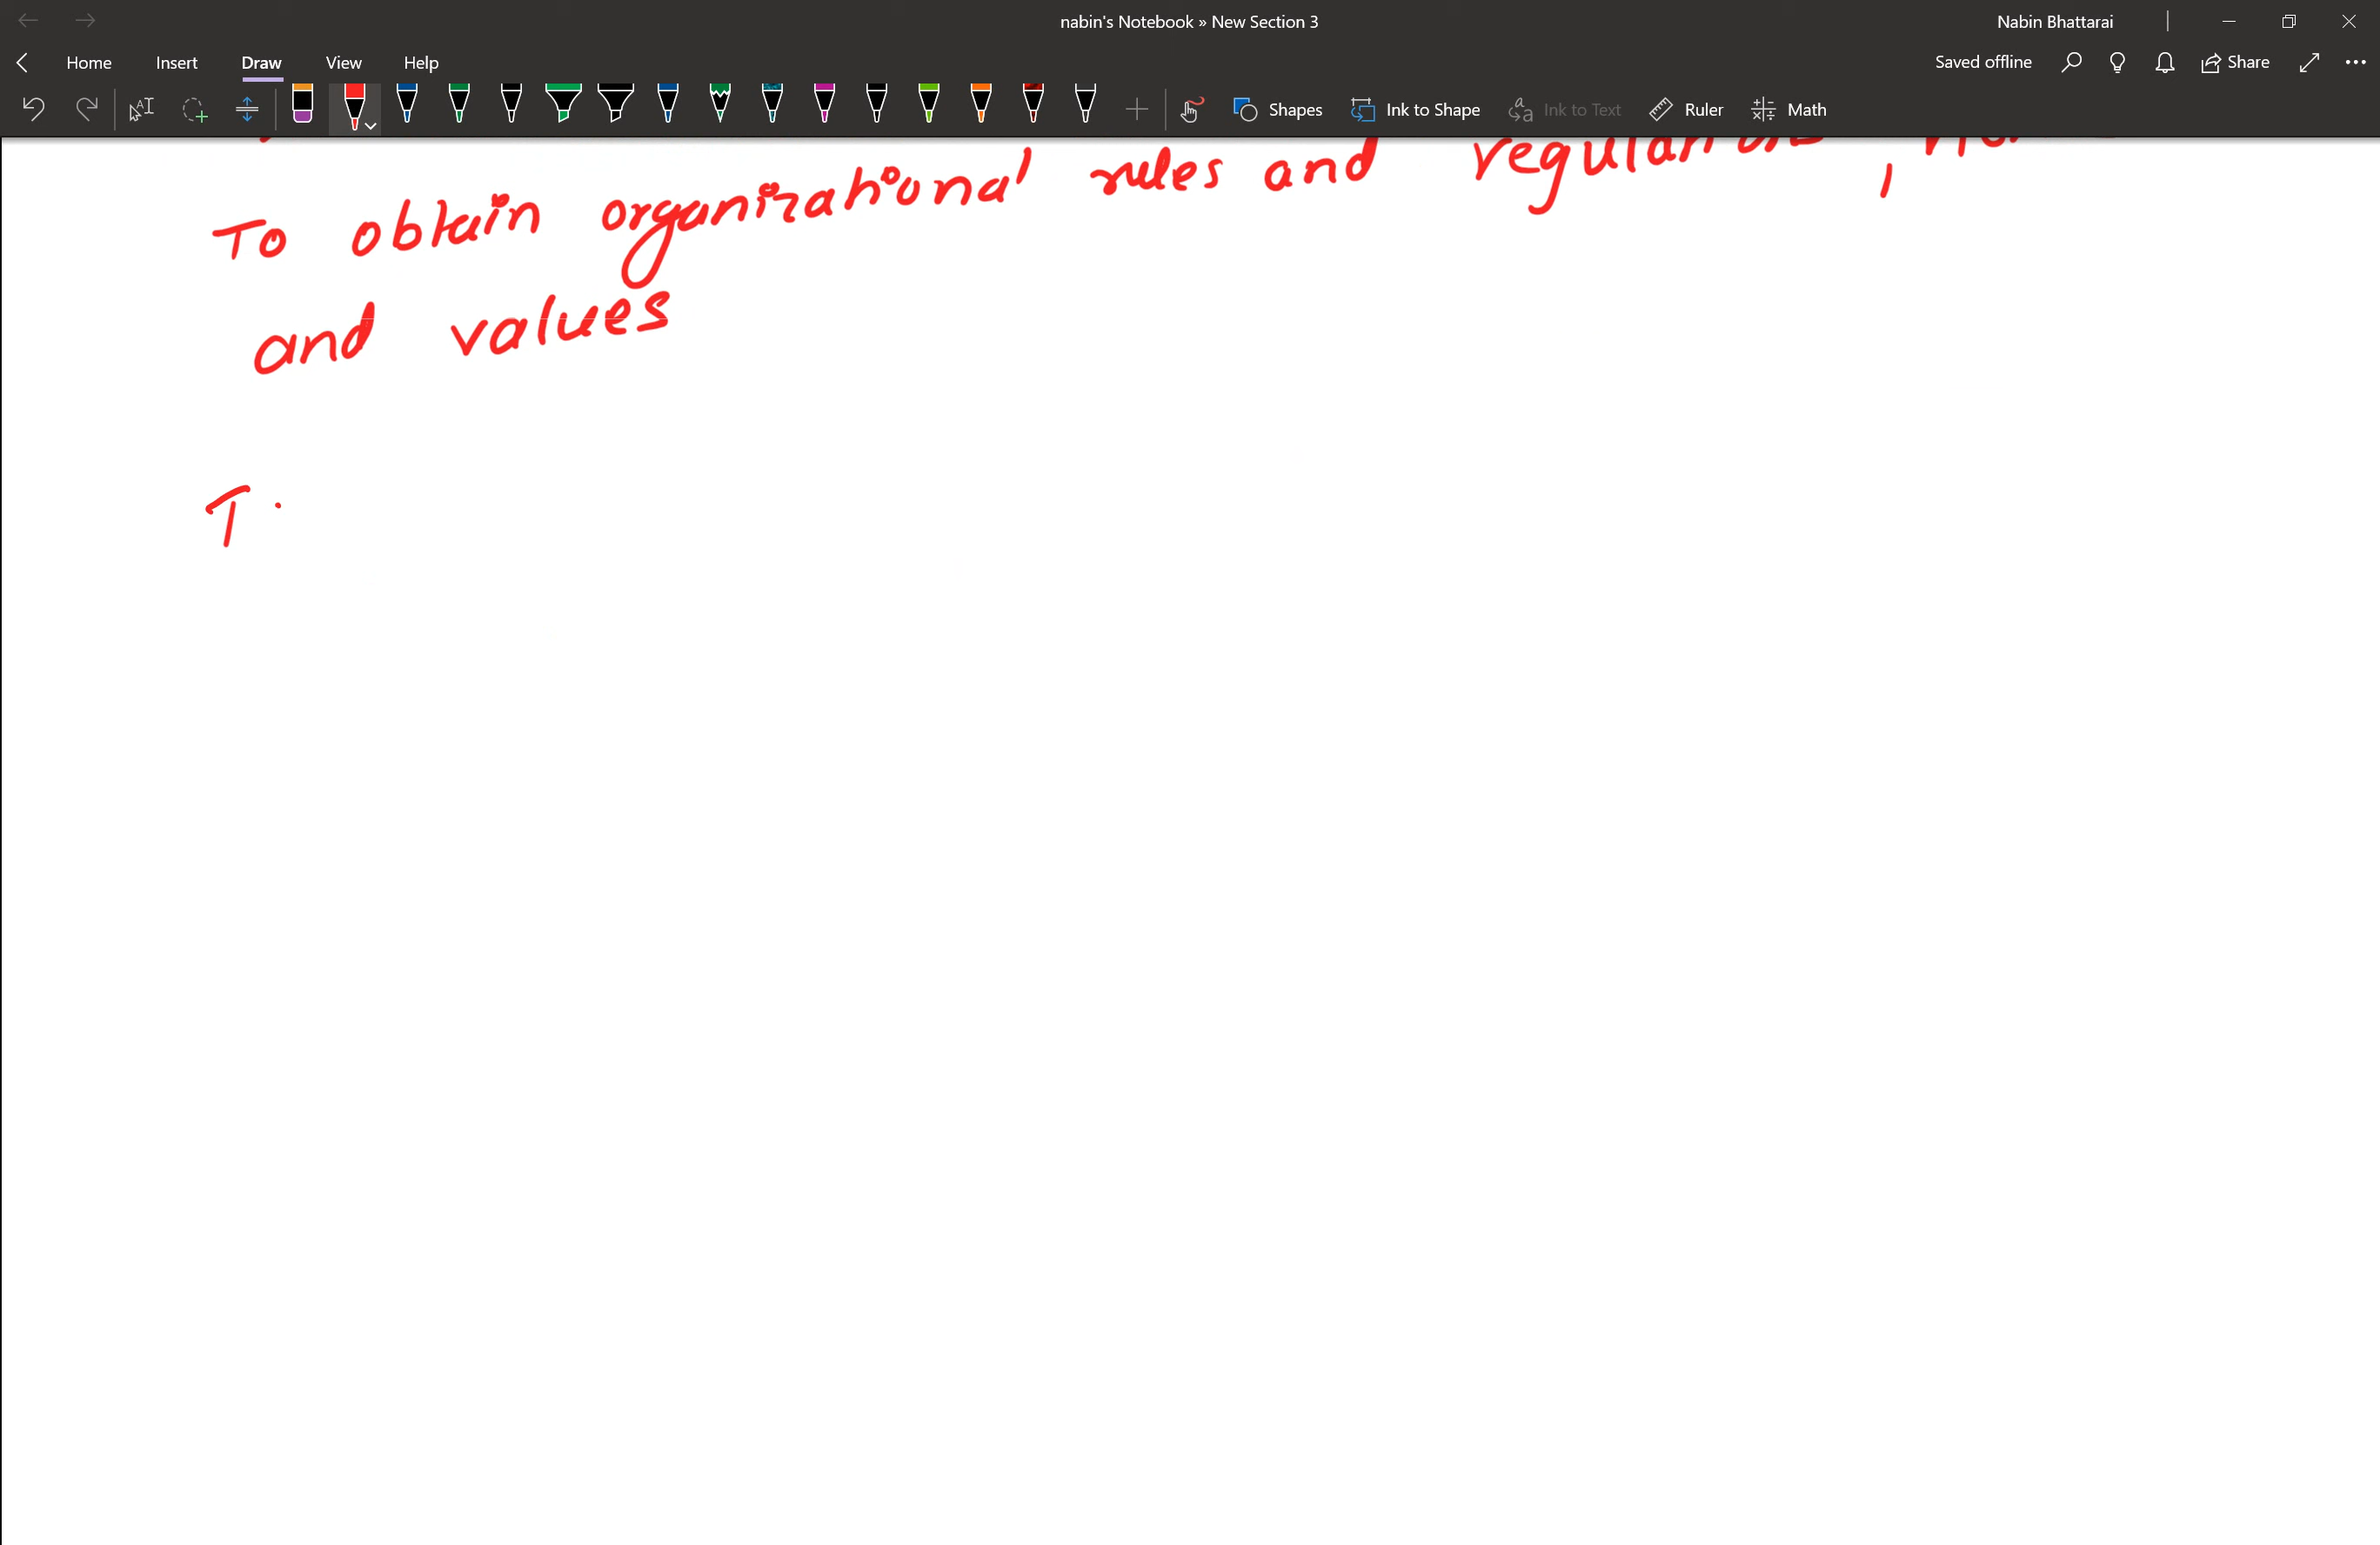 nabin's Notebook » New Section 3
Nabin Bhattarai
Home Insert Draw View Help
Saved offline
Share
Shapes Ink to Shape Ink to Text Ruler Math
To obtain organizational rules and regulations,
and values
T